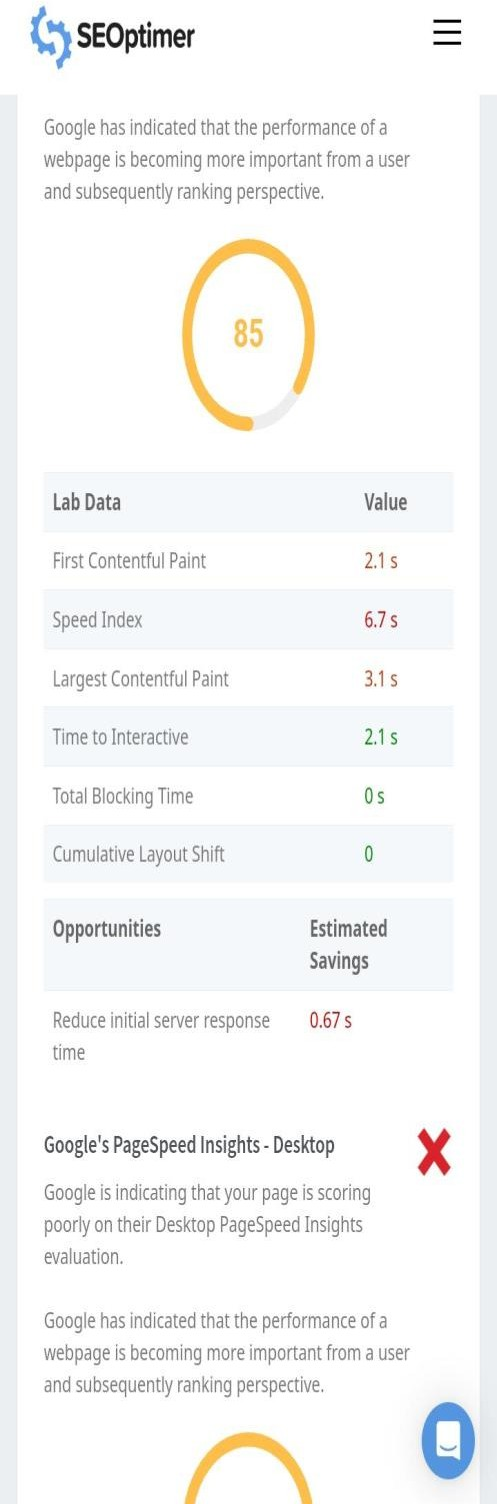 SEOptimer
Google has indicated that the performance of a
webpage is becoming more important from a user
and subsequently ranking perspective.
85
Lab Data Value
First Contentful Paint 2.1 s
Speed Index 6.7 s
Largest Contentful Paint 3.1 s
Time to Interactive 2.1 s
Total Blocking Time 0 s
Cumulative Layout Shift 0
Opportunities Estimated
Savings
Reduce initial server response 0.67 s
time
Google's PageSpeed Insights - Desktop
Google is indicating that your page is scoring
poorly on their Desktop PageSpeed Insights
evaluation.
Google has indicated that the performance of a
webpage is becoming more important from a user
and subsequently ranking perspective.